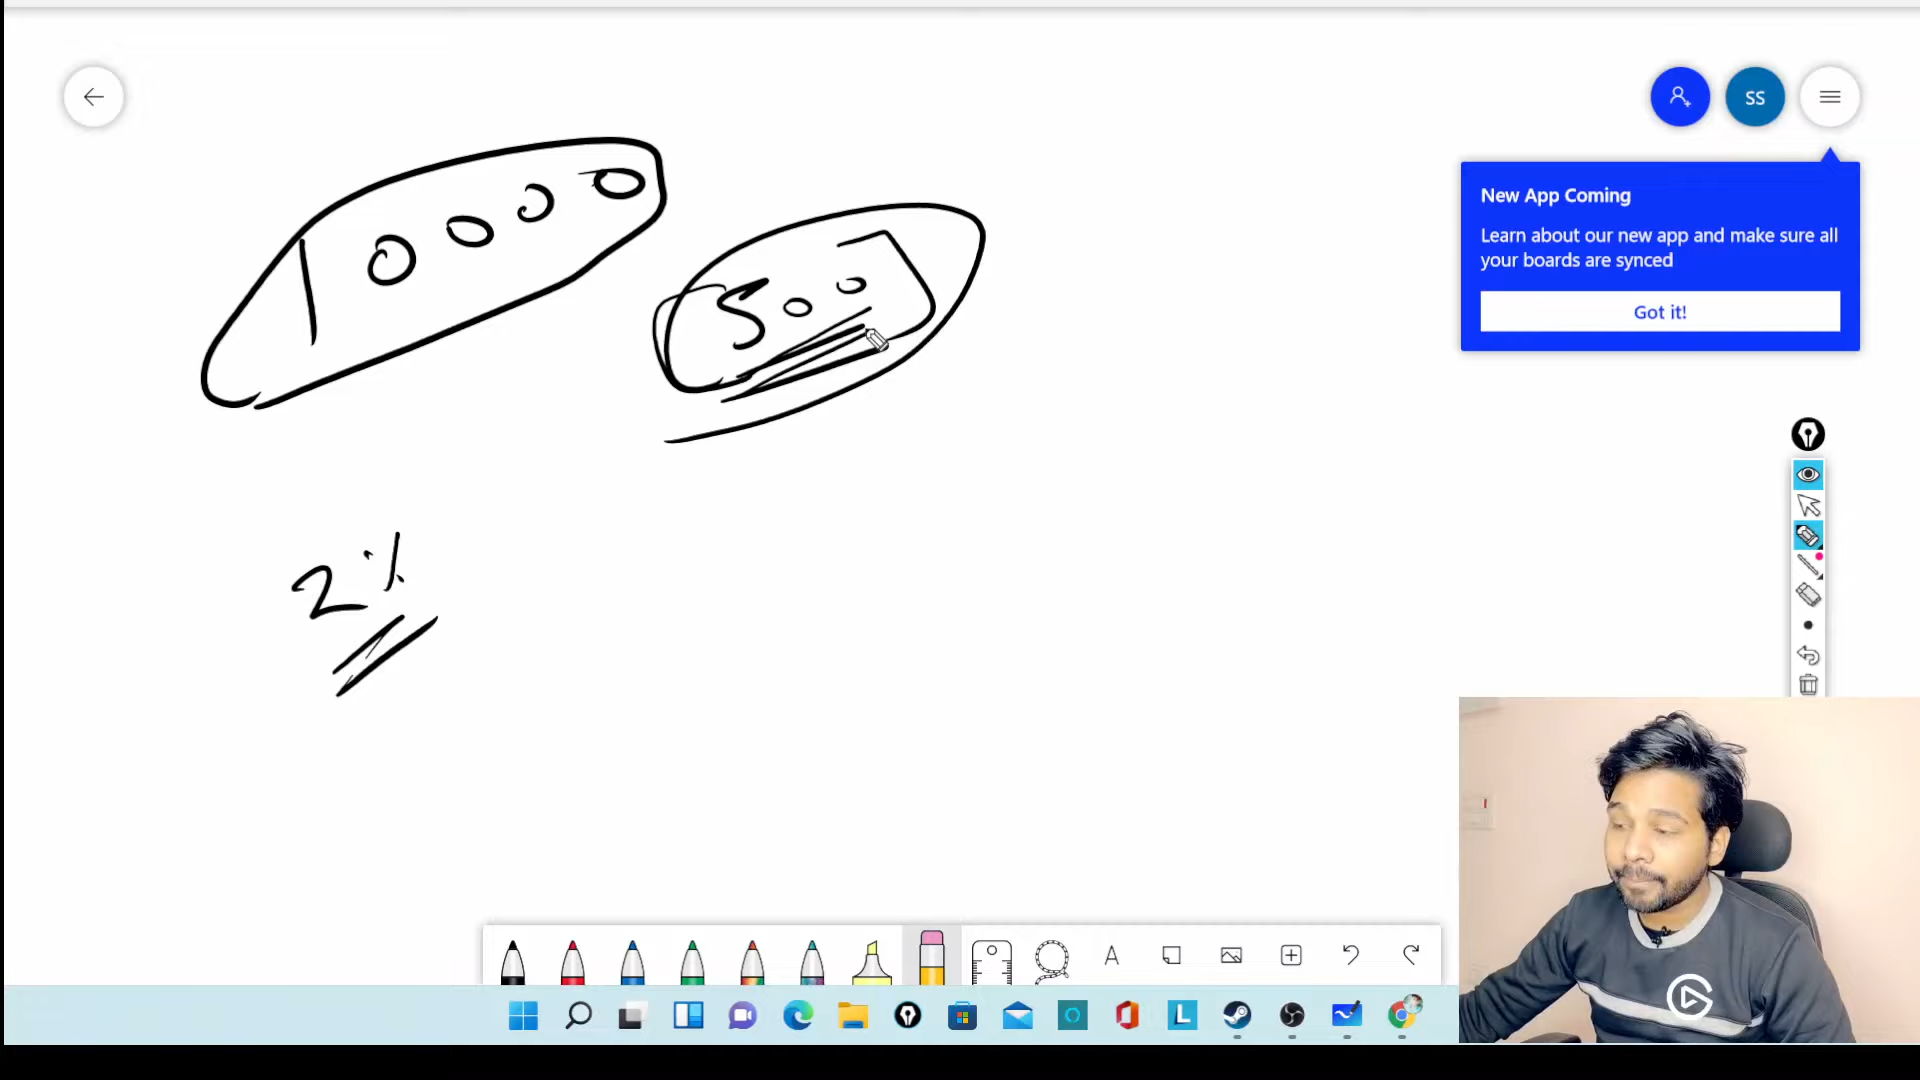 SS
New App Coming
Learn about our new app and make sure all
your boards are synced
Got it!
10000
500
2%
A
L